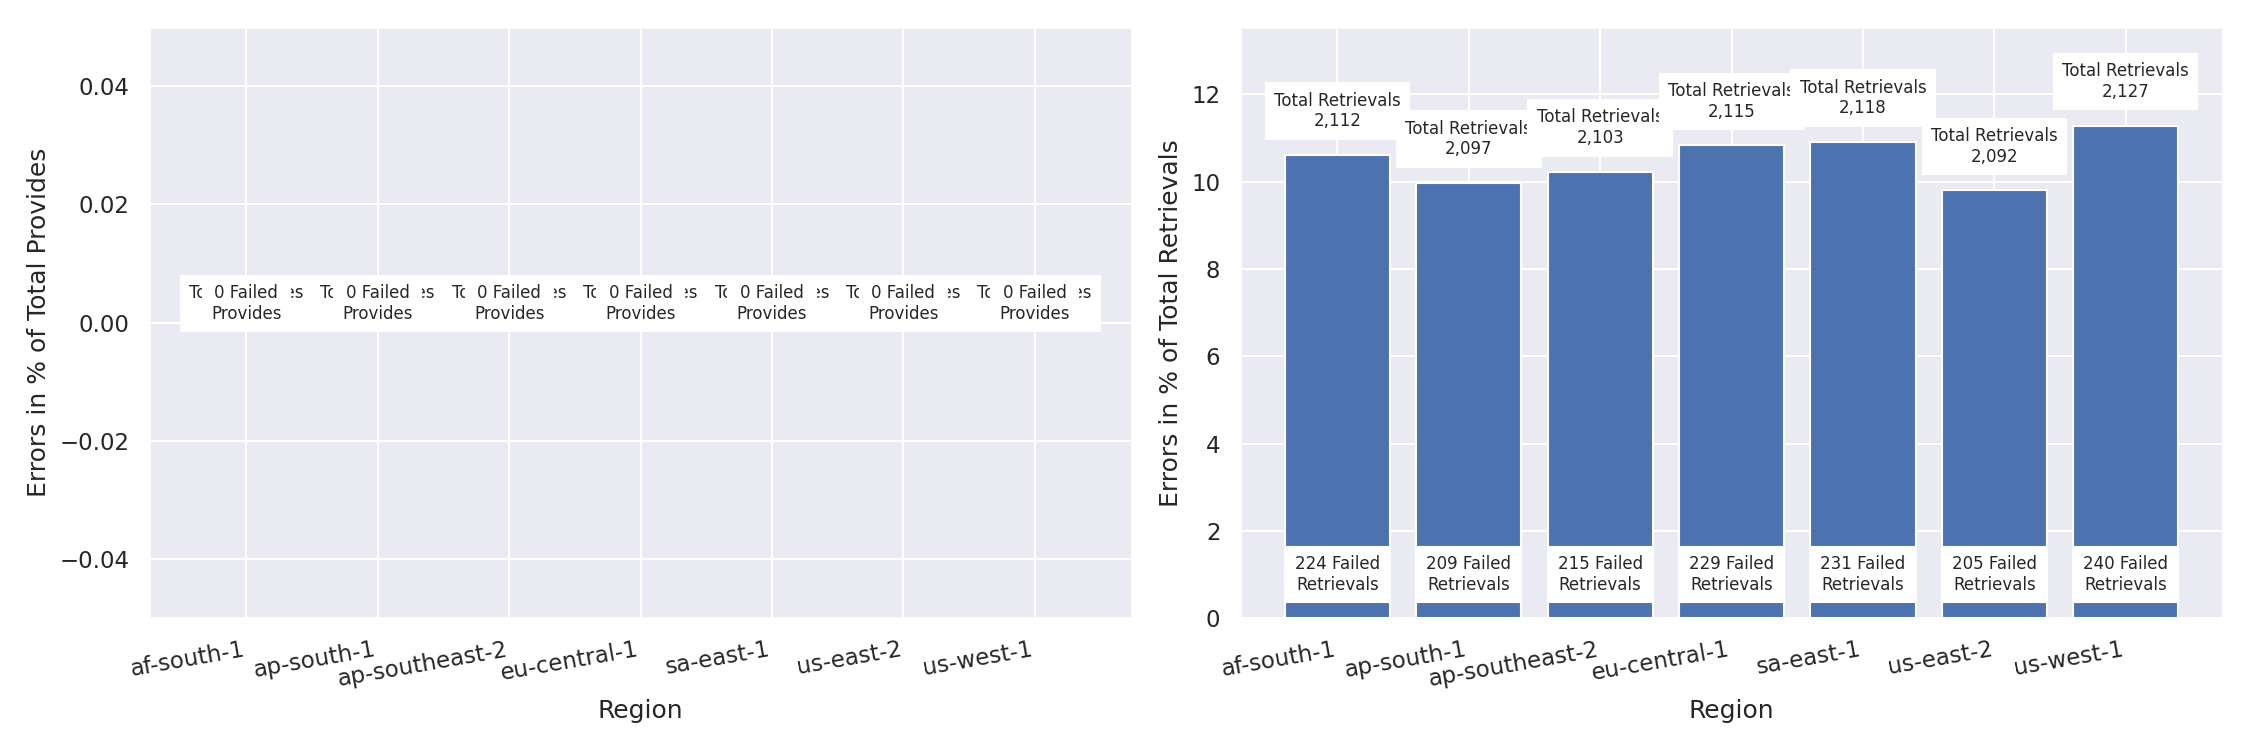 Errors in % of Total Provides
0.04
0.02
0.00
−0.02
−0.04
0 Failed
Provides
0 Failed
Provides
0 Failed
Provides
0 Failed
Provides
0 Failed
Provides
0 Failed
Provides
0 Failed
Provides
af-south-1
ap-south-1
ap-southeast-2
eu-central-1
sa-east-1
us-east-2
us-west-1
Region
Errors in % of Total Retrievals
12
10
8
6
4
2
0
Total Retrievals
2,112
Total Retrievals
2,097
Total Retrievals
2,103
Total Retrievals
2,115
Total Retrievals
2,118
Total Retrievals
2,092
Total Retrievals
2,127
224 Failed
Retrievals
209 Failed
Retrievals
215 Failed
Retrievals
229 Failed
Retrievals
231 Failed
Retrievals
205 Failed
Retrievals
240 Failed
Retrievals
af-south-1
ap-south-1
ap-southeast-2
eu-central-1
sa-east-1
us-east-2
us-west-1
Region